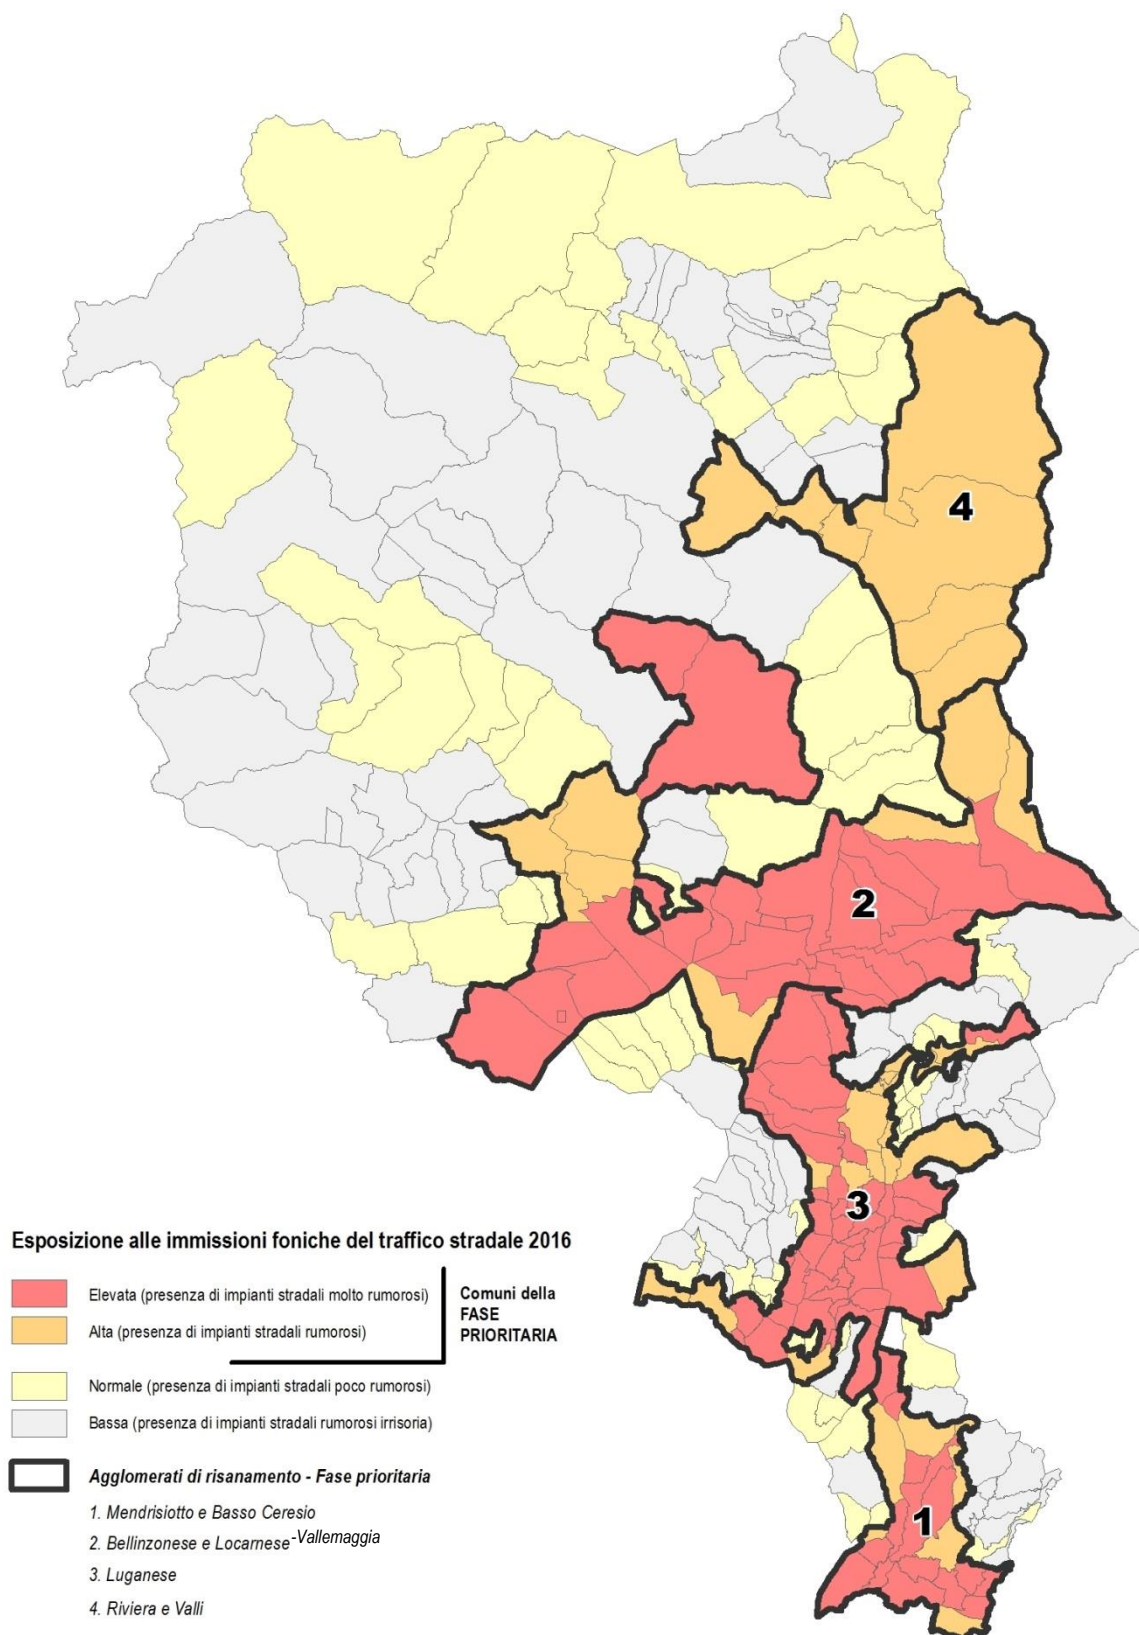 4
2
3
1
Esposizione alle immissioni foniche del traffico stradale 2016
Elevata (presenza di impianti stradali molto rumorosi)
Alta (presenza di impianti stradali rumorosi)
Comuni della
FASE
PRIORITARIA
Normale (presenza di impianti stradali poco rumorosi)
Bassa (presenza di impianti stradali rumorosi irrisoria)
Agglomerati di risanamento - Fase prioritaria
1. Mendrisiotto e Basso Ceresio
2. Bellinzonese e Locarnese-Vallemaggia
3. Luganese
4. Riviera e Valli